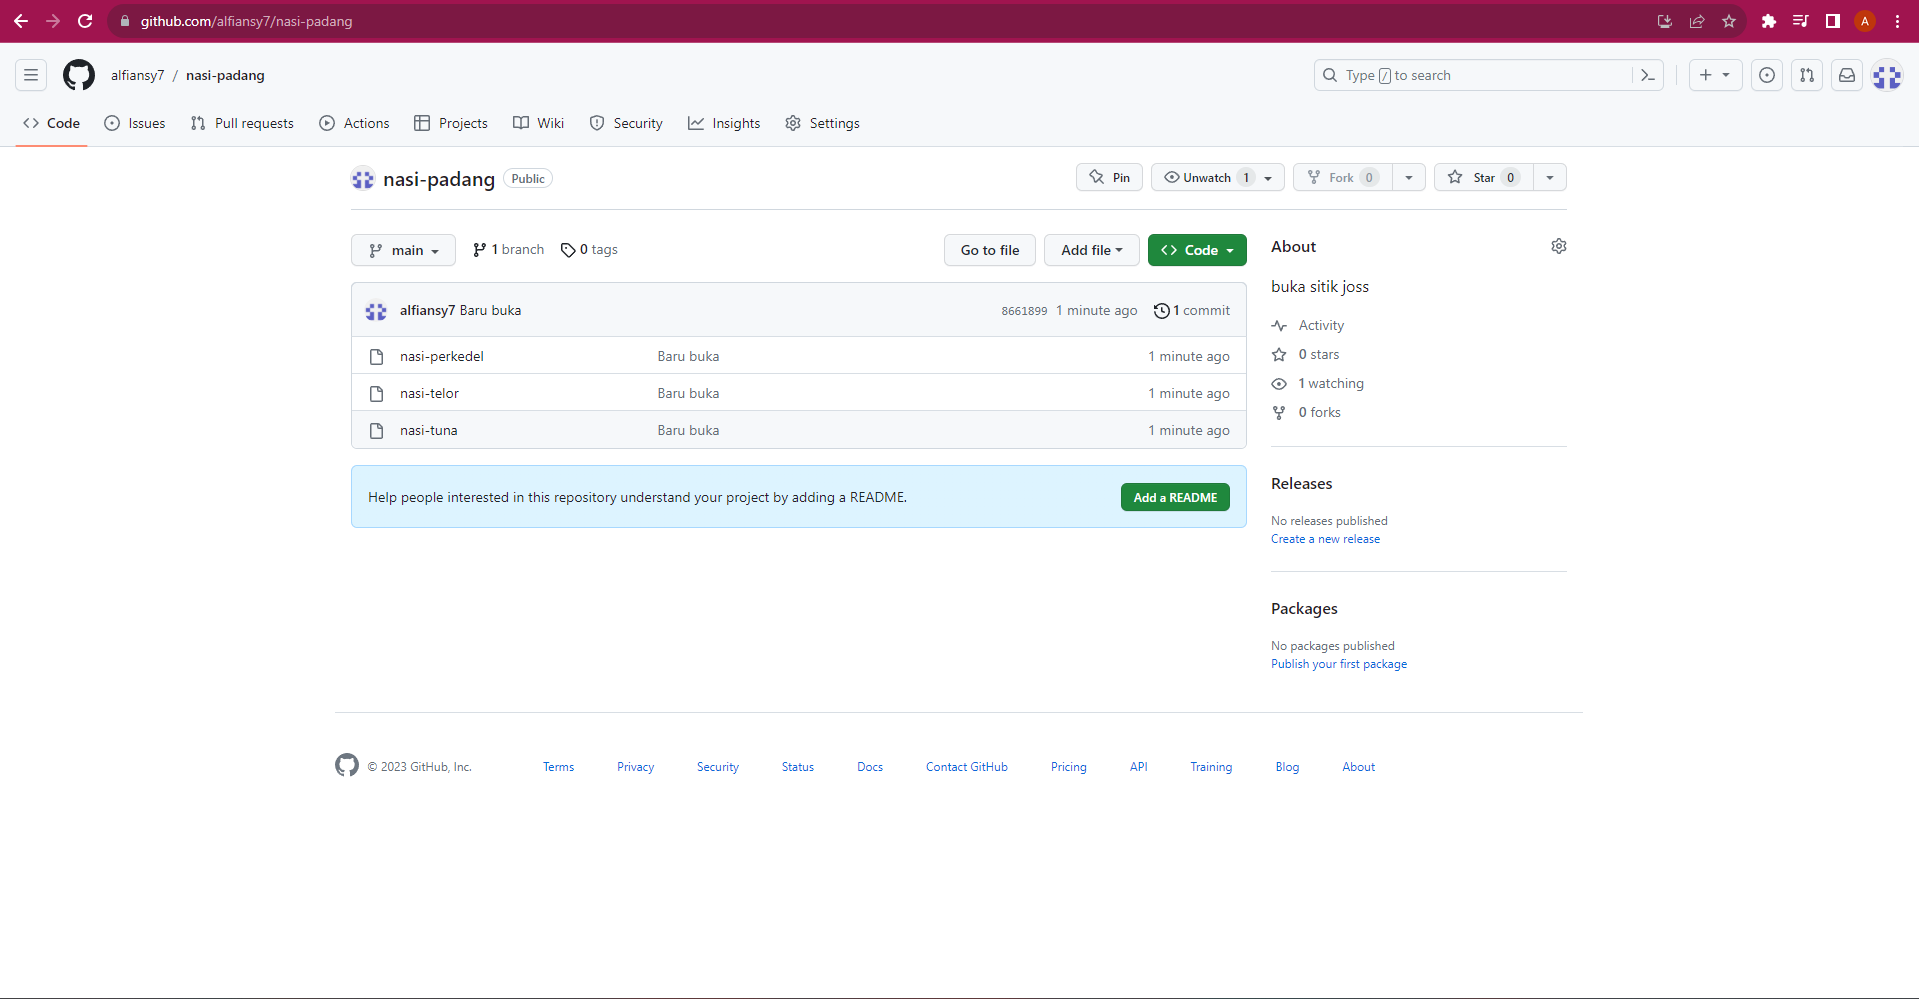 github.com/alfiansy7/nasi-padang
A
alfiansy7 / nasi-padang
Type / to search
Code Issues Pull requests Actions Projects Wiki Security Insights Settings
nasi-padang Public
Pin Unwatch 1 Fork 0 Star 0
main 1 branch 0 tags Go to file Add file Code
alfiansy7 Baru buka 8661899 1 minute ago 1 commit
nasi-perkedel Baru buka 1 minute ago
nasi-telor Baru buka 1 minute ago
nasi-tuna Baru buka 1 minute ago
Help people interested in this repository understand your project by adding a README. Add a README
About
buka sitik joss
Activity
0 stars
1 watching
0 forks
Releases
No releases published
Create a new release
Packages
No packages published
Publish your first package
© 2023 GitHub, Inc. Terms Privacy Security Status Docs Contact GitHub Pricing API Training Blog About